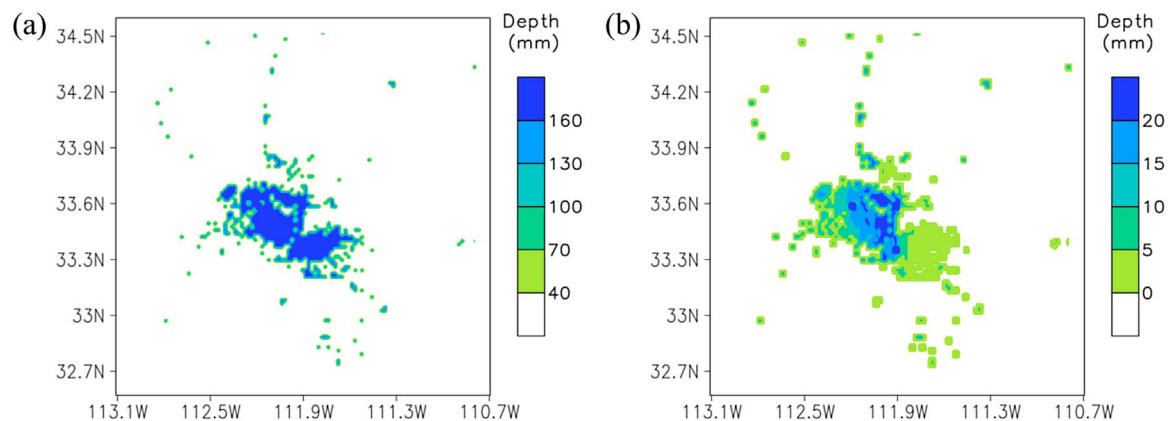 (a)
Depth
(mm)
34.5N
34.2N
33.9N
33.6N
33.3N
33N
32.7N
113.1W 112.5W 111.9W 111.3W 110.7W
160
130
100
70
40
(b)
Depth
(mm)
34.5N
34.2N
33.9N
33.6N
33.3N
33N
32.7N
113.1W 112.5W 111.9W 111.3W 110.7W
20
15
10
5
0